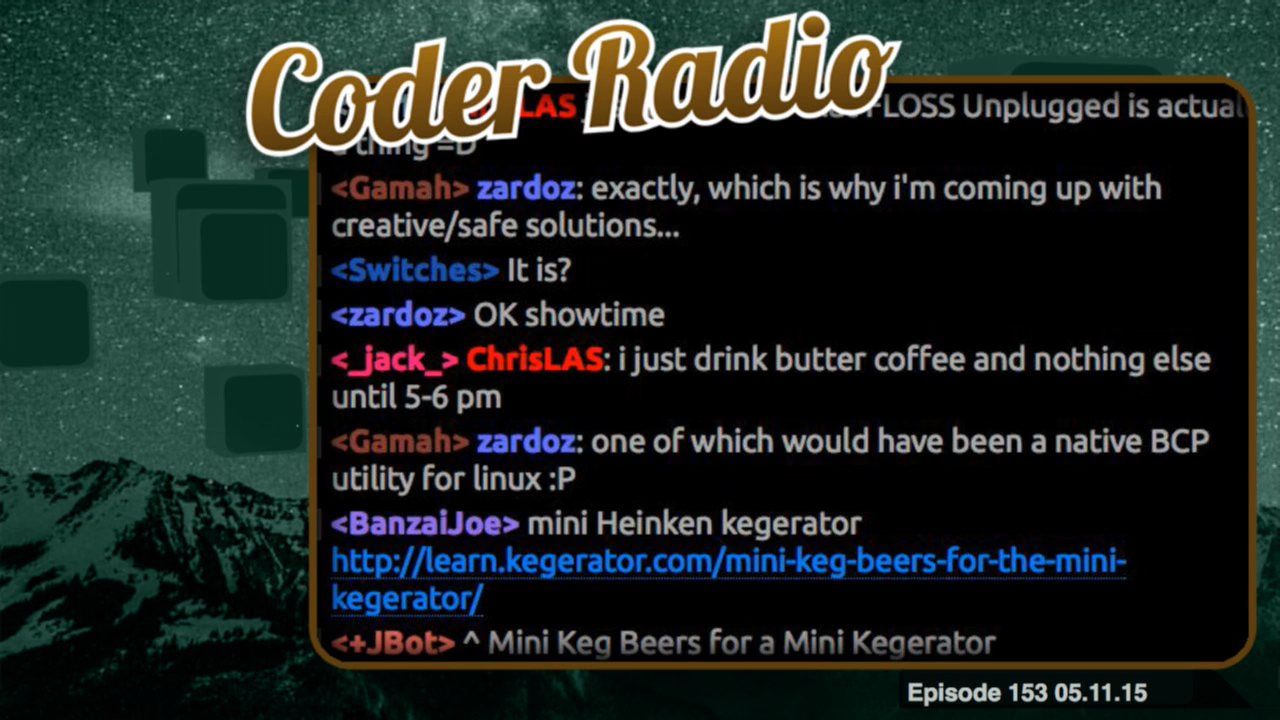 Coder Radio
LAS FLOSS Unplugged is actual
a thing =D
<Gamah> zardoz: exactly, which is why i'm coming up with
creative/safe solutions...
<Switches> It is?
<zardoz> OK showtime
<_jack_> ChrisLAS: i just drink butter coffee and nothing else
until 5-6 pm
<Gamah> zardoz: one of which would have been a native BCP
utility for linux :P
<BanzaiJoe> mini Heinken kegerator
http://learn.kegerator.com/mini-keg-beers-for-the-mini-
kegerator/
<+JBot> ^ Mini Keg Beers for a Mini Kegerator
Episode 153 05.11.15